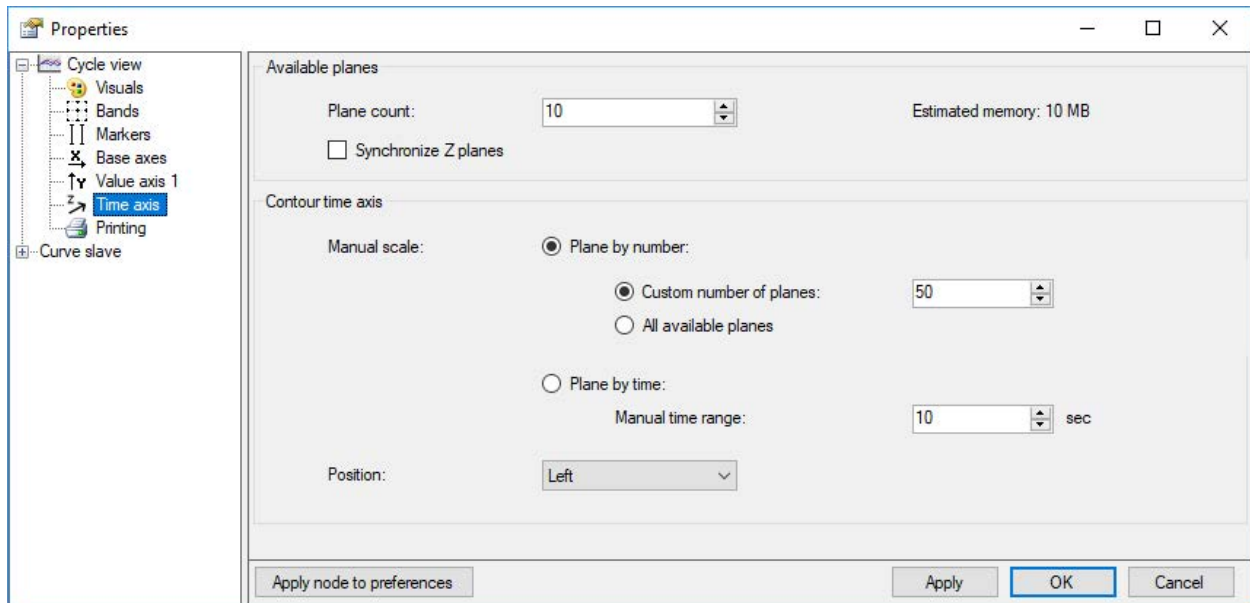 Properties
Cycle view
Visuals
Bands
Markers
Base axes
Value axis 1
Time axis
Printing
Curve slave
Available planes
Plane count: 10 Estimated memory: 10 MB
Synchronize Z planes
Contour time axis
Manual scale: Plane by number:
Custom number of planes: 50
All available planes
Plane by time:
Manual time range: 10 sec
Position: Left
Apply node to preferences Apply OK Cancel